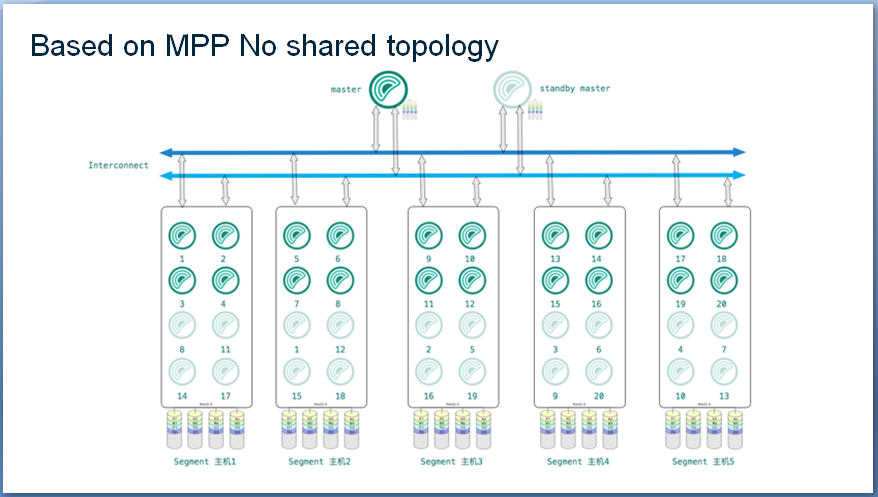 Based on MPP No shared topology
master
standby master
Interconnect
1 2
3 4
8 11
14 17
5 6
7 8
1 12
15 18
9 10
11 12
2 5
16 19
13 14
15 16
3 6
9 20
17 18
19 20
4 7
10 13
Segment 主机1
Segment 主机2
Segment 主机3
Segment 主机4
Segment 主机5